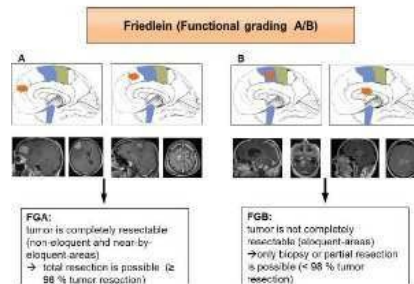 Friedlein (Functional grading A/B)
A
B
FGA:
tumor is completely resectable
(non-eloquent and near-by-
eloquent-areas)
→ total resection is possible (≥
98 % tumor resection)
FGB:
tumor is not completely
resectable (eloquent-areas)
→only biopsy or partial resection
is possible (< 98 % tumor
resection)